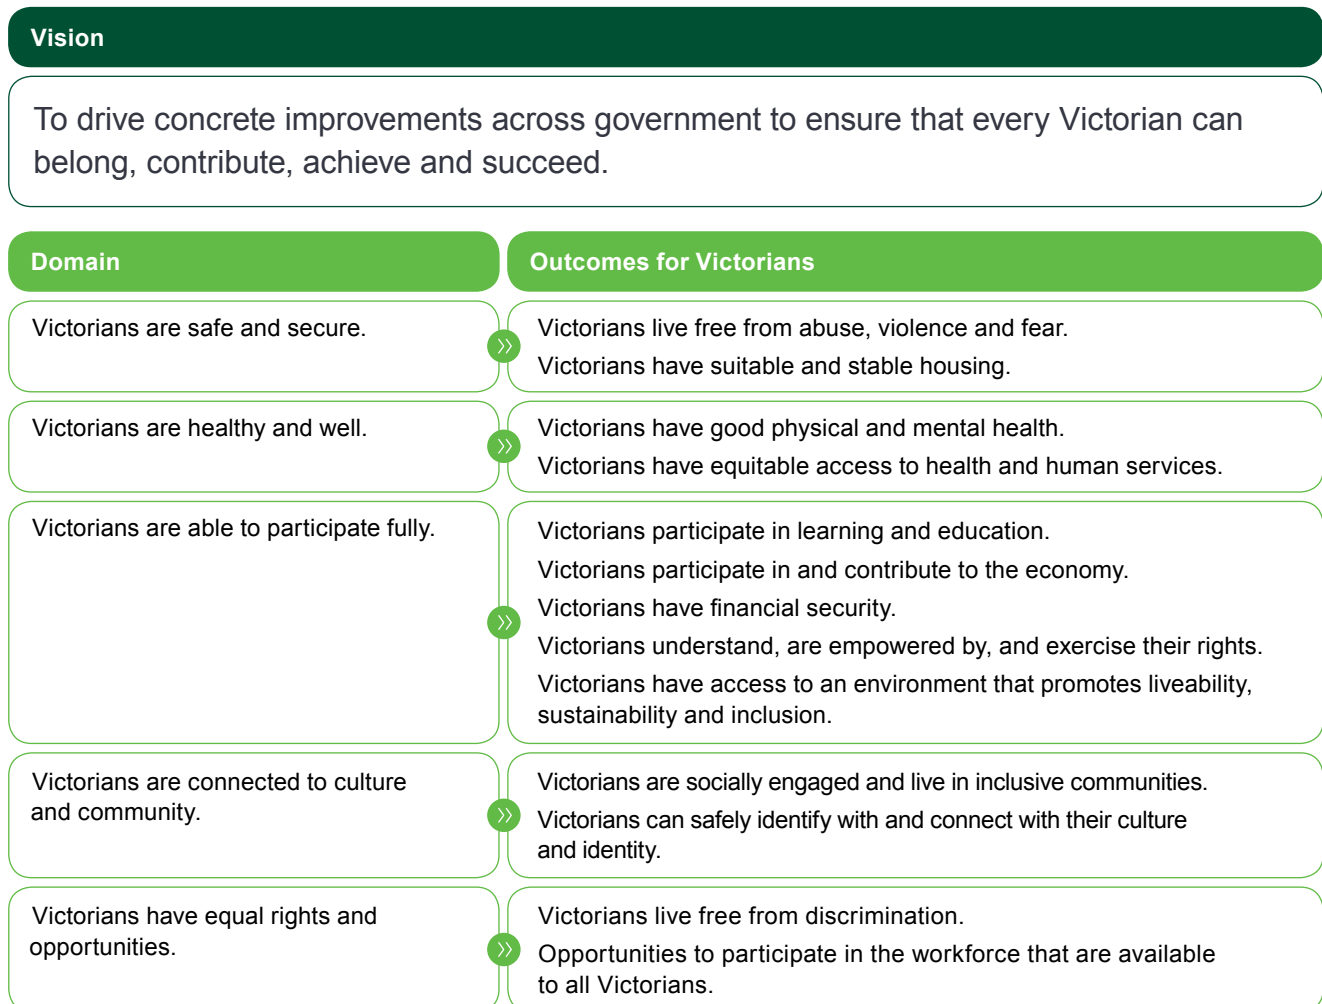 Vision
To drive concrete improvements across government to ensure that every Victorian can
belong, contribute, achieve and succeed.
Domain
Outcomes for Victorians
Victorians are safe and secure.
Victorians live free from abuse, violence and fear.
Victorians have suitable and stable housing.
Victorians are healthy and well.
Victorians have good physical and mental health.
Victorians have equitable access to health and human services.
Victorians are able to participate fully.
Victorians participate in learning and education.
Victorians participate in and contribute to the economy.
Victorians have financial security.
Victorians understand, are empowered by, and exercise their rights.
Victorians have access to an environment that promotes liveability,
sustainability and inclusion.
Victorians are connected to culture
and community.
Victorians are socially engaged and live in inclusive communities.
Victorians can safely identify with and connect with their culture
and identity.
Victorians have equal rights and
opportunities.
Victorians live free from discrimination.
Opportunities to participate in the workforce that are available
to all Victorians.